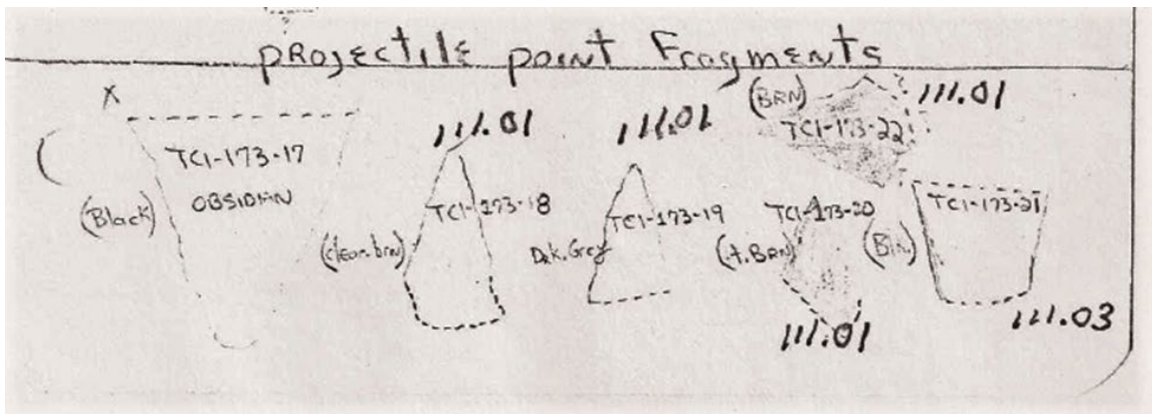 projectile point Fragments
X
TCI-173-17
OBSIDIAN
(Black)
111.01
TCI-173-18
(clear.brn)
111.01
TCI-173-19
Dk.Grey
(BRN)
111.01
TCI-173-22
TCI-173-20
(Lt.BRN)
111.01
TCI-173-21
111.03